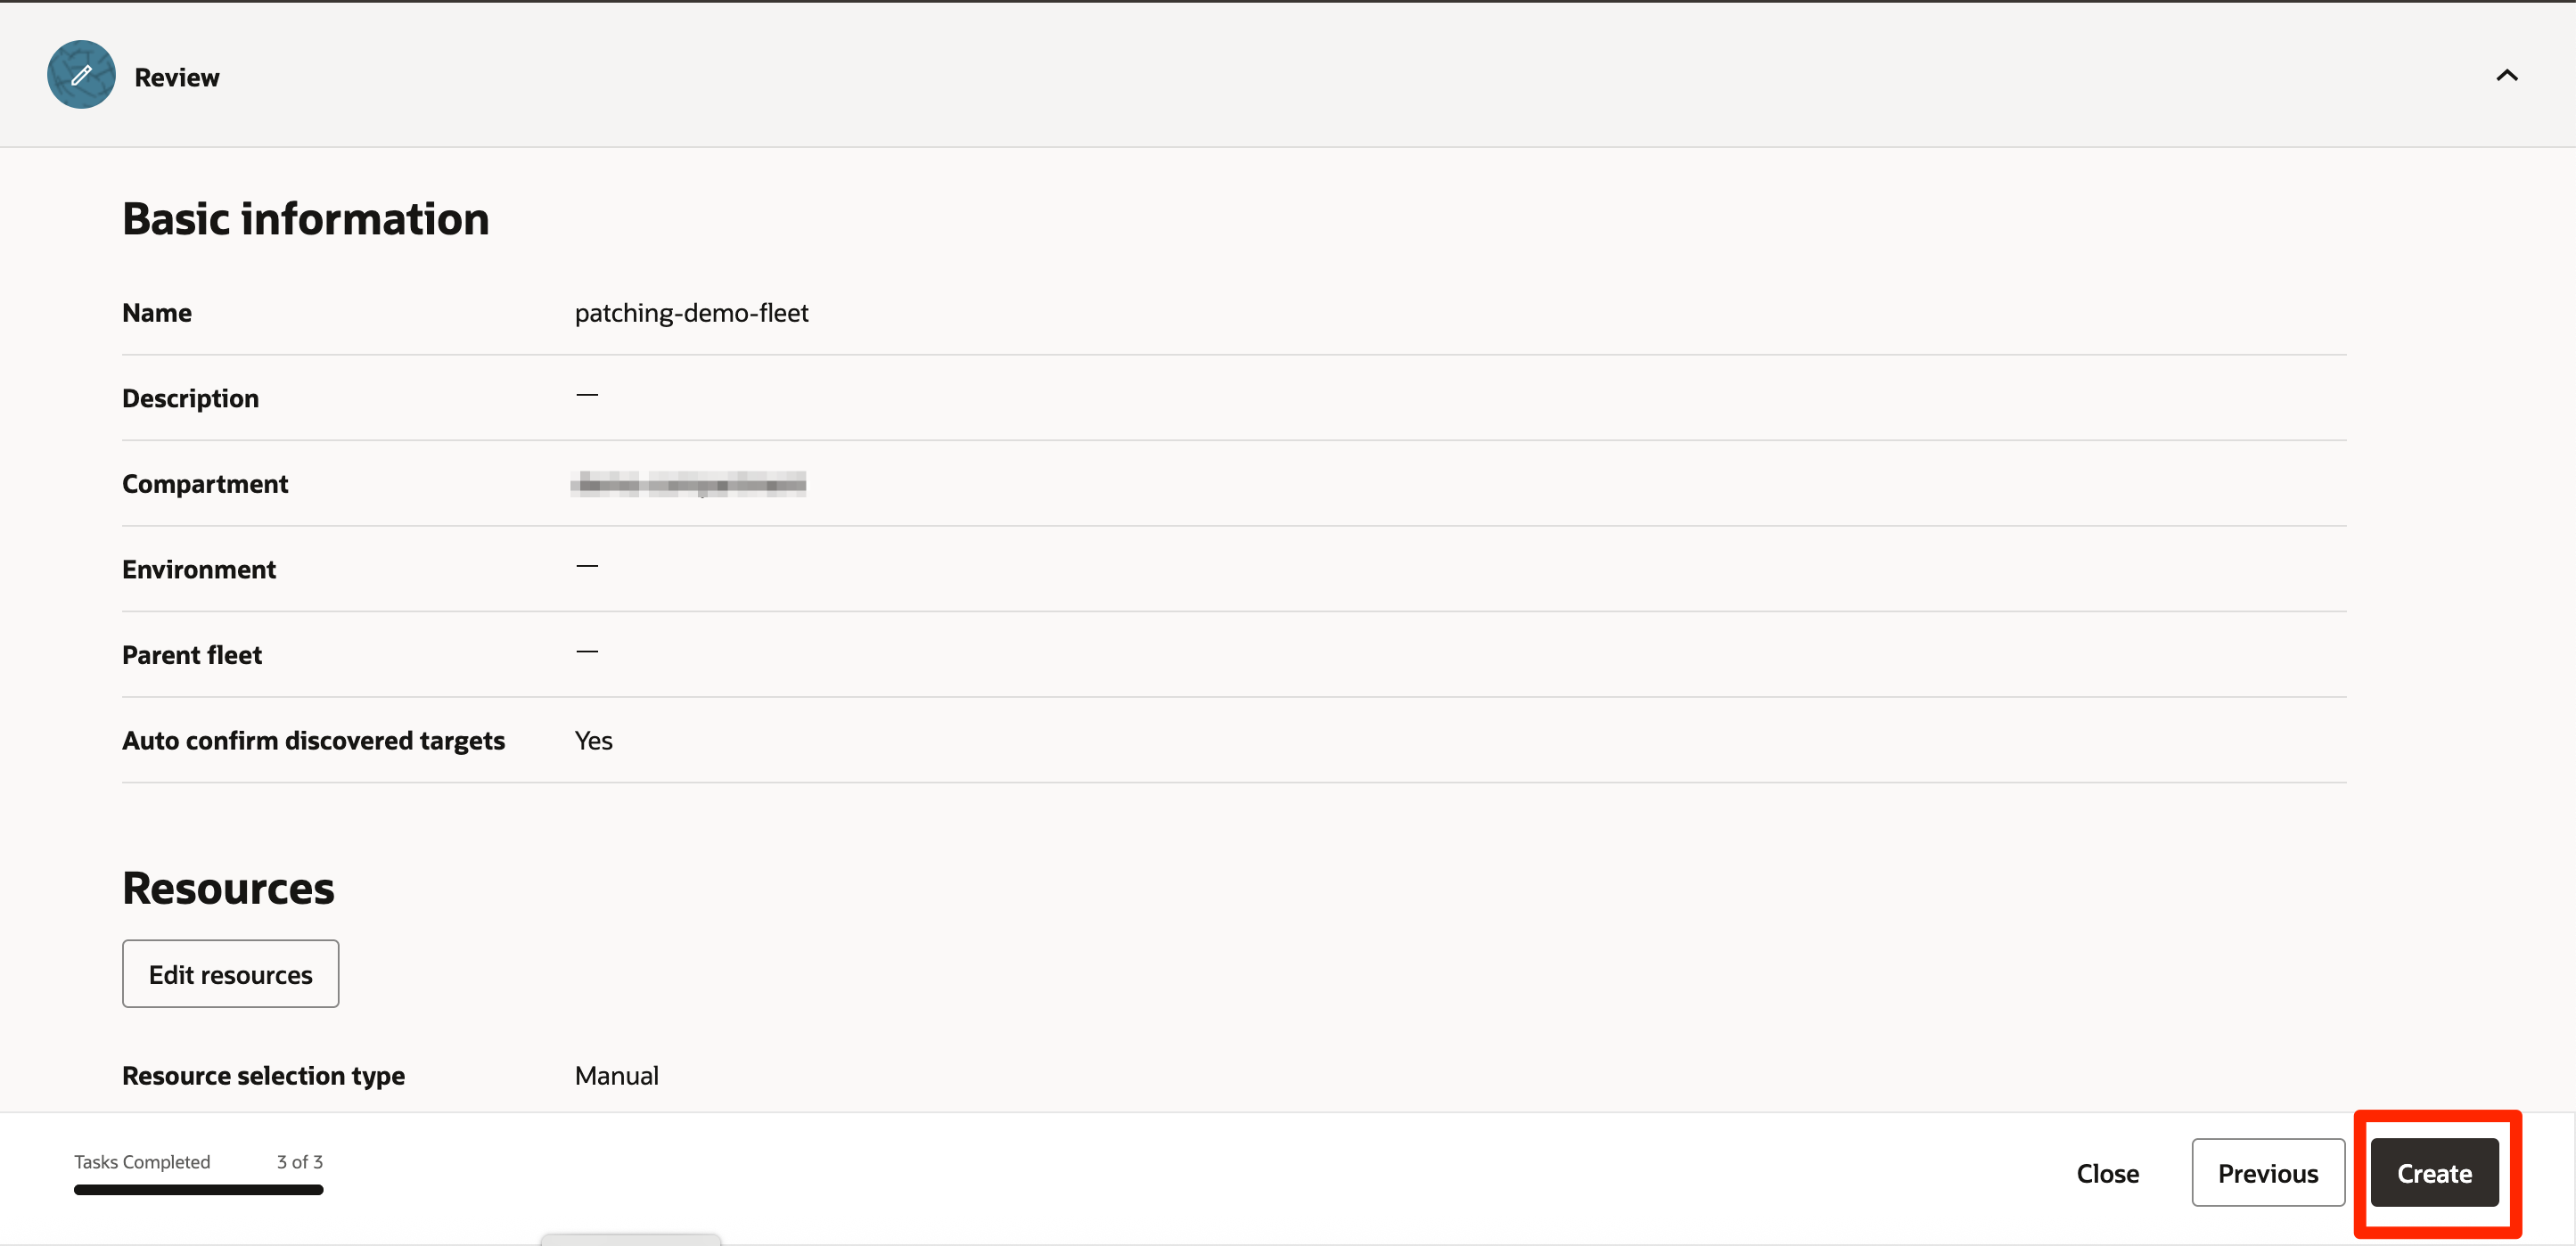 Review
Basic information
Name patching-demo-fleet
Description —
Compartment
Environment —
Parent fleet —
Auto confirm discovered targets Yes
Resources
Edit resources
Resource selection type Manual
Tasks Completed 3 of 3
Close Previous Create